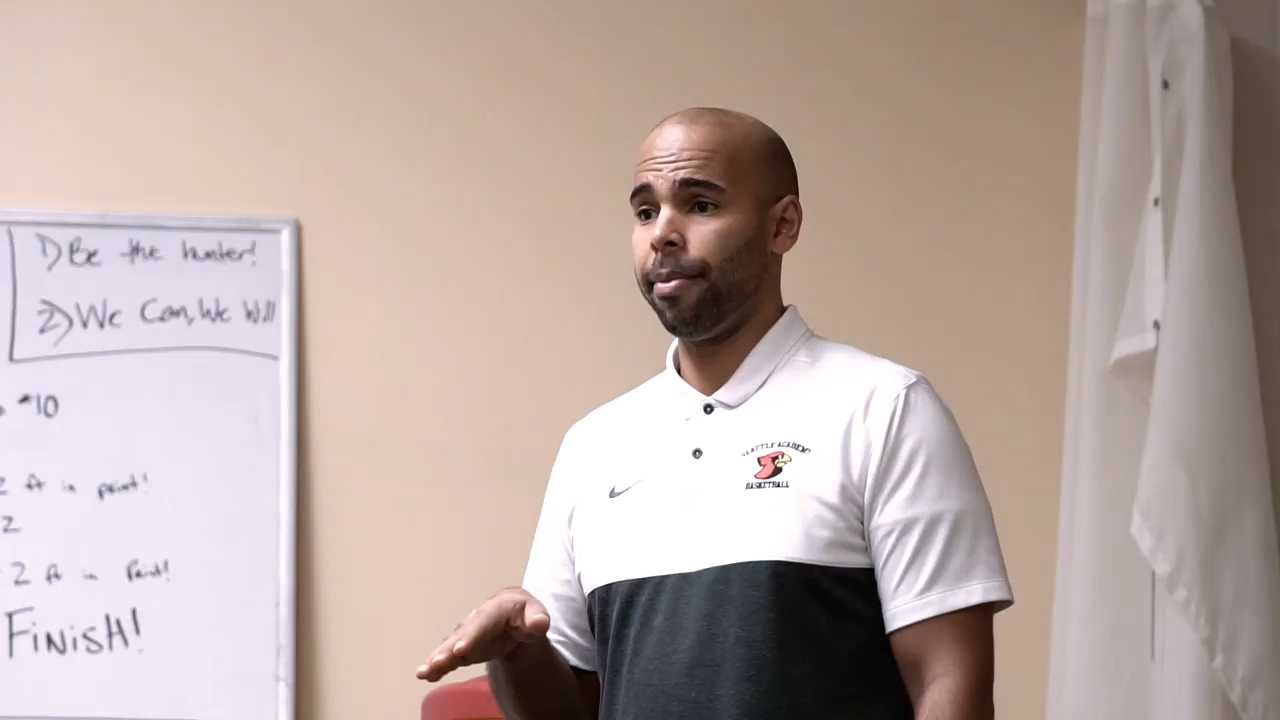 1) Be the hunter!
2) We Can, We Will
#10
2 ft in paint!
2
2 ft in Paint!
FINISH!
SEATTLE ACADEMY
BASKETBALL